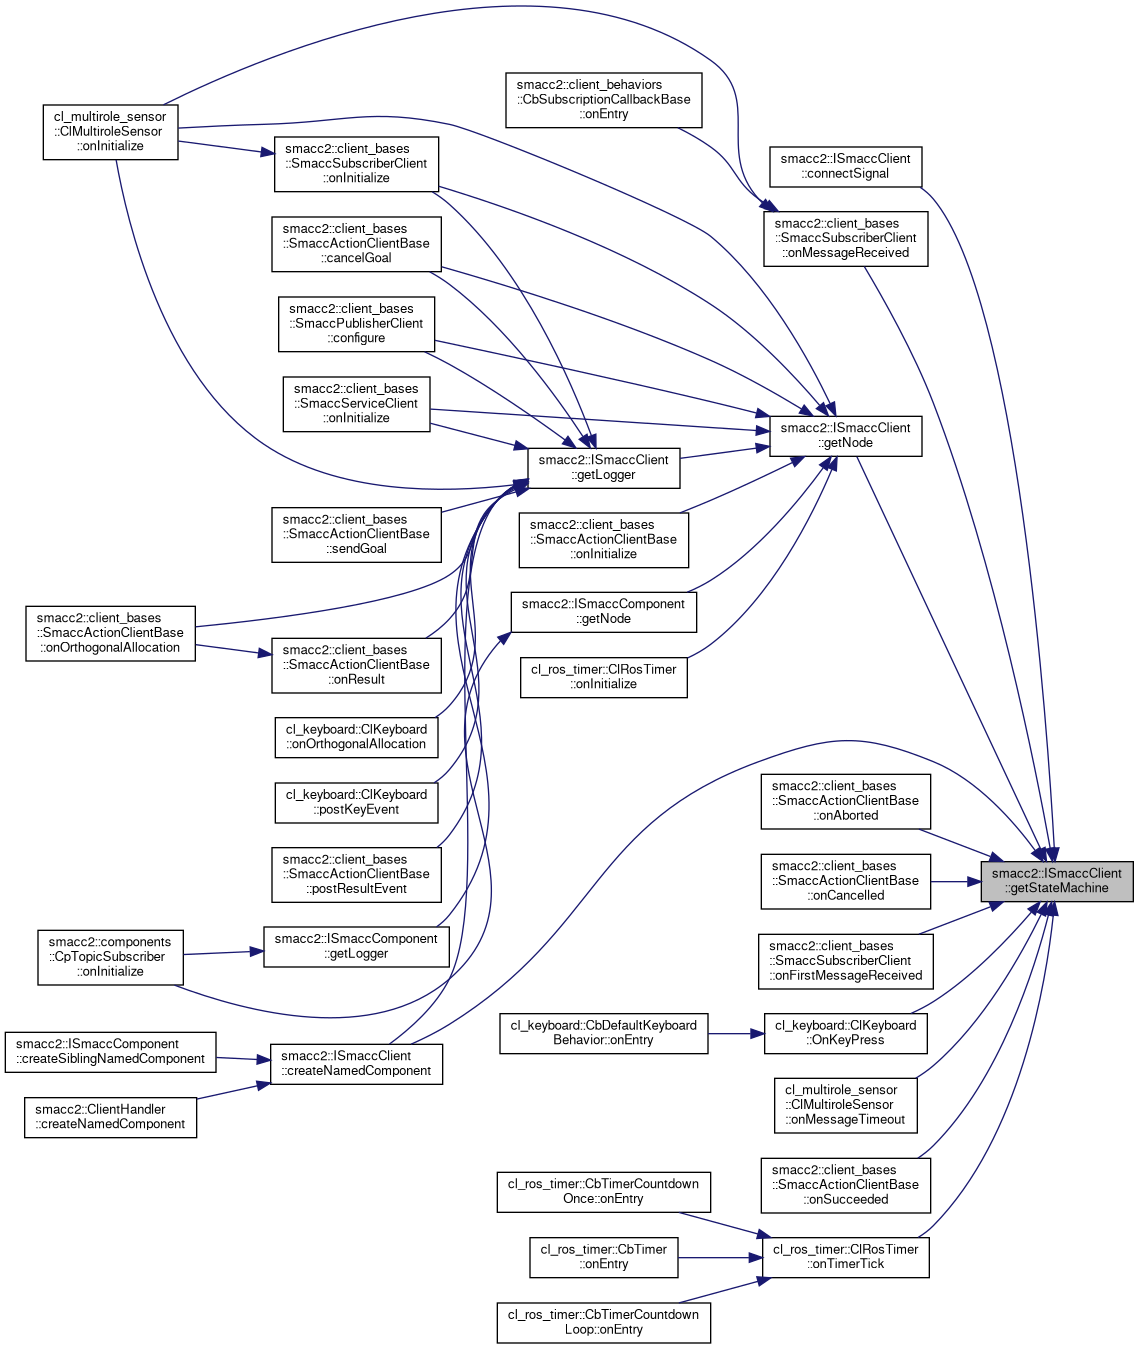 cl_multirole_sensor
::ClMultiroleSensor
::onInitialize
smacc2::client_behaviors
::CbSubscriptionCallbackBase
::onEntry
smacc2::client_bases
::SmaccSubscriberClient
::onInitialize
smacc2::ISmaccClient
::connectSignal
smacc2::client_bases
::SmaccSubscriberClient
::onMessageReceived
smacc2::client_bases
::SmaccActionClientBase
::cancelGoal
smacc2::client_bases
::SmaccPublisherClient
::configure
smacc2::client_bases
::SmaccServiceClient
::onInitialize
smacc2::ISmaccClient
::getNode
smacc2::ISmaccClient
::getLogger
smacc2::client_bases
::SmaccActionClientBase
::sendGoal
smacc2::client_bases
::SmaccActionClientBase
::onInitialize
smacc2::ISmaccComponent
::getNode
smacc2::client_bases
::SmaccActionClientBase
::onOrthogonalAllocation
smacc2::client_bases
::SmaccActionClientBase
::onResult
cl_ros_timer::ClRosTimer
::onInitialize
cl_keyboard::ClKeyboard
::onOrthogonalAllocation
cl_keyboard::ClKeyboard
::postKeyEvent
smacc2::client_bases
::SmaccActionClientBase
::onAborted
smacc2::client_bases
::SmaccActionClientBase
::postResultEvent
smacc2::client_bases
::SmaccActionClientBase
::onCancelled
smacc2::ISmaccClient
::getStateMachine
smacc2::components
::CpTopicSubscriber
::onInitialize
smacc2::ISmaccComponent
::getLogger
smacc2::client_bases
::SmaccSubscriberClient
::onFirstMessageReceived
smacc2::ISmaccComponent
::createSiblingNamedComponent
smacc2::ISmaccClient
::createNamedComponent
cl_keyboard::CbDefaultKeyboard
Behavior::onEntry
cl_keyboard::ClKeyboard
::OnKeyPress
smacc2::ClientHandler
::createNamedComponent
cl_multirole_sensor
::ClMultiroleSensor
::onMessageTimeout
smacc2::client_bases
::SmaccActionClientBase
::onSucceeded
cl_ros_timer::CbTimerCountdown
Once::onEntry
cl_ros_timer::CbTimer
::onEntry
cl_ros_timer::ClRosTimer
::onTimerTick
cl_ros_timer::CbTimerCountdown
Loop::onEntry